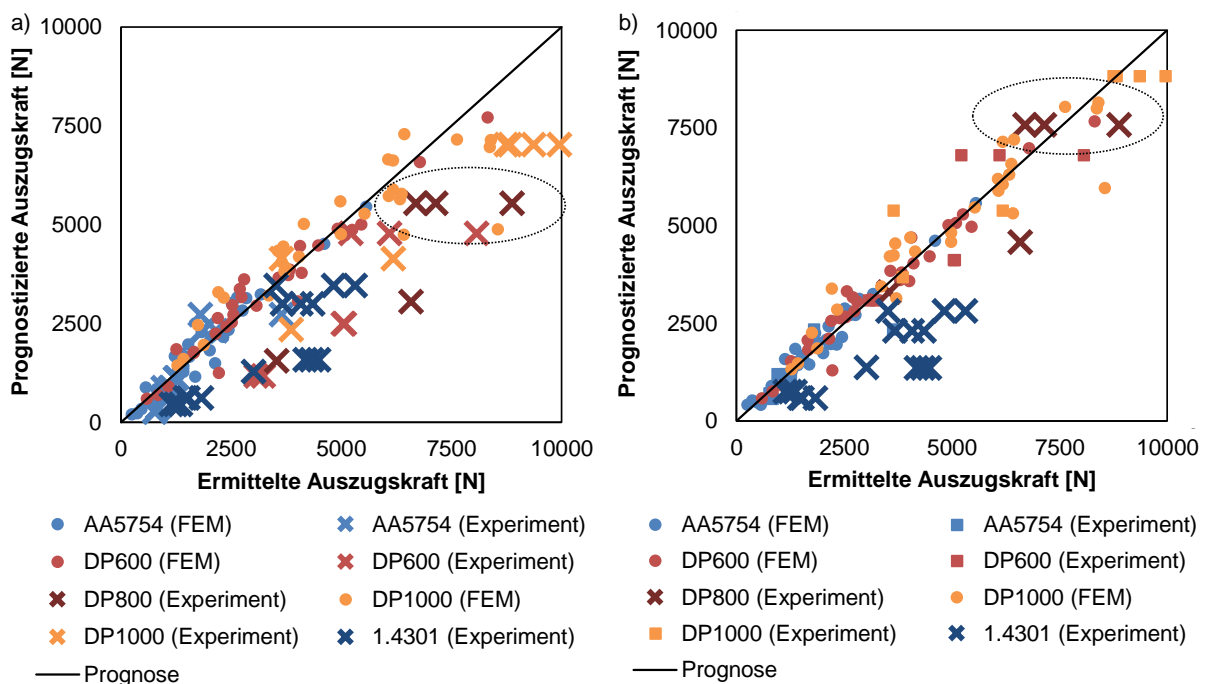 a)
Prognostizierte Auszugskraft [N]
10000
7500
5000
2500
0
0 2500 5000 7500 10000
Ermittelte Auszugskraft [N]
AA5754 (FEM) AA5754 (Experiment)
DP600 (FEM) DP600 (Experiment)
DP800 (Experiment) DP1000 (FEM)
DP1000 (Experiment) 1.4301 (Experiment)
Prognose
b)
Prognostizierte Auszugskraft [N]
10000
7500
5000
2500
0
0 2500 5000 7500 10000
Ermittelte Auszugskraft [N]
AA5754 (FEM) AA5754 (Experiment)
DP600 (FEM) DP600 (Experiment)
DP800 (Experiment) DP1000 (FEM)
DP1000 (Experiment) 1.4301 (Experiment)
Prognose